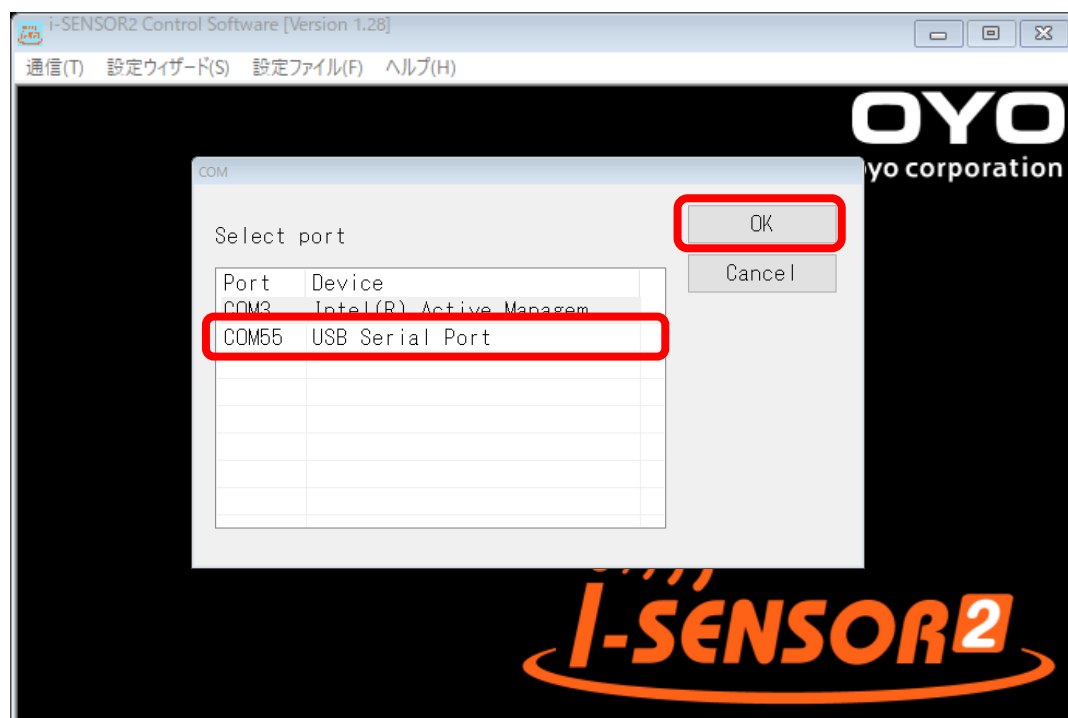 i-SENSOR2 Control Software [Version 1.28]
通信(T) 設定ウィザード(S) 設定ファイル(F) ヘルプ(H)
OYO
yo corporation
COM
Select port
OK
Cancel
Port Device
COM3 Intel(R) Active Managem
COM55 USB Serial Port
I-SENSOR2